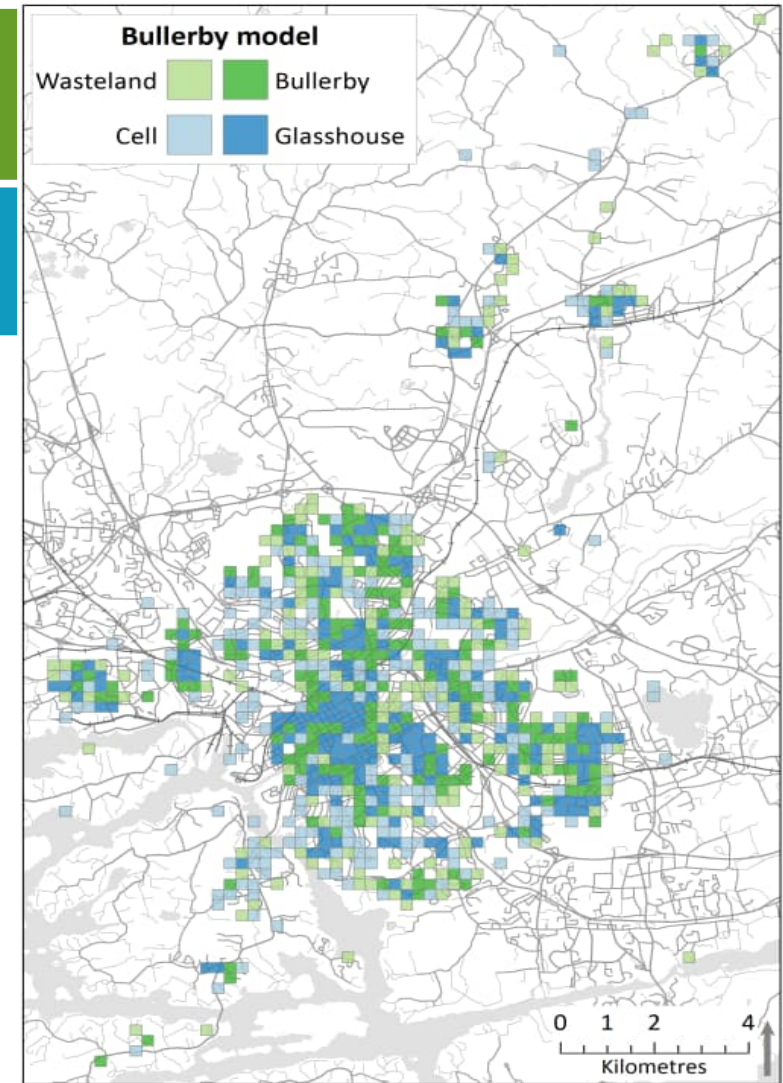 Bullerby model
Wasteland Bullerby
Cell Glasshouse
0 1 2 4
Kilometres